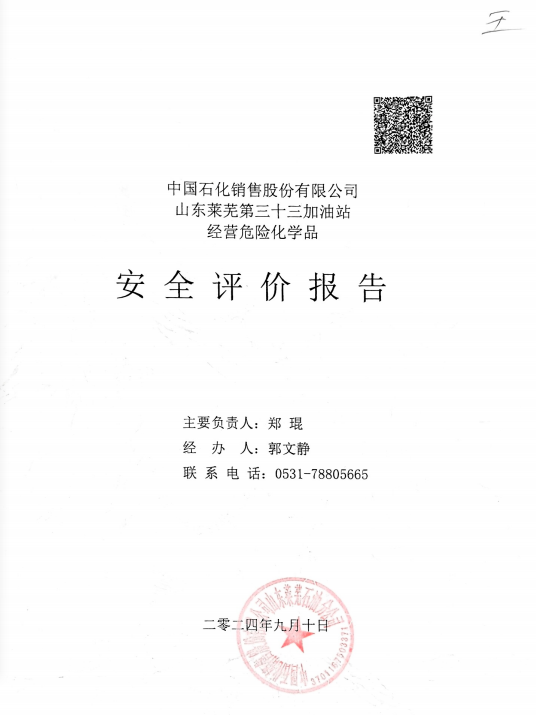 中国石化销售股份有限公司
山东莱芜第三十三加油站
经营危险化学品
安全评价报告
主要负责人：郑 琨
经 办 人：郭文静
联 系 电 话：0531-78805665
二零二四年九月十日